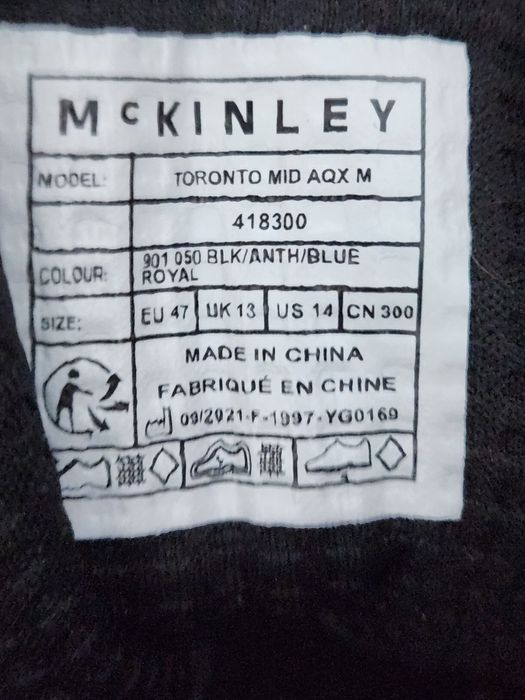 McKINLEY
MODEL: TORONTO MID AQX M
418300
COLOUR: 901 050 BLK/ANTH/BLUE
ROYAL
SIZE: EU 47 UK 13 US 14 CN 300
MADE IN CHINA
FABRIQUÉ EN CHINE
09/2021-F-1997-YG0169